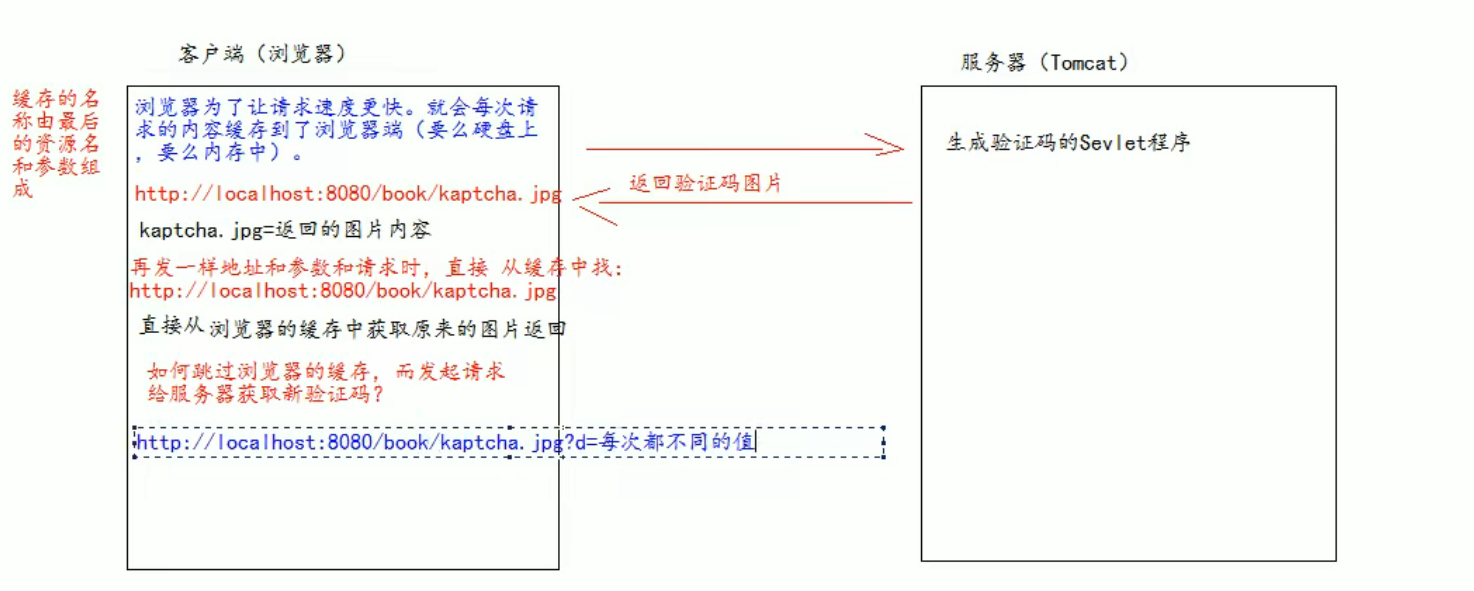 客户端（浏览器）
服务器（Tomcat）
缓存的名
称由最后
的资源名
和参数组
成
浏览器为了让请求速度更快。就会每次请
求的内容缓存到了浏览器端（要么硬盘上
，要么内存中）。
http://localhost:8080/book/kaptcha.jpg
kaptcha.jpg=返回的图片内容
再发一样地址和参数和请求时，直接 从缓存中找：
http://localhost:8080/book/kaptcha.jpg
直接从 浏览器的缓存中获取原来的图片返回
如何跳过浏览器的缓存，而发起请求
给服务器获取新验证码？
http://localhost:8080/book/kaptcha.jpg?d=每次都不同的值
返回验证码图片
生成验证码的Sevlet程序